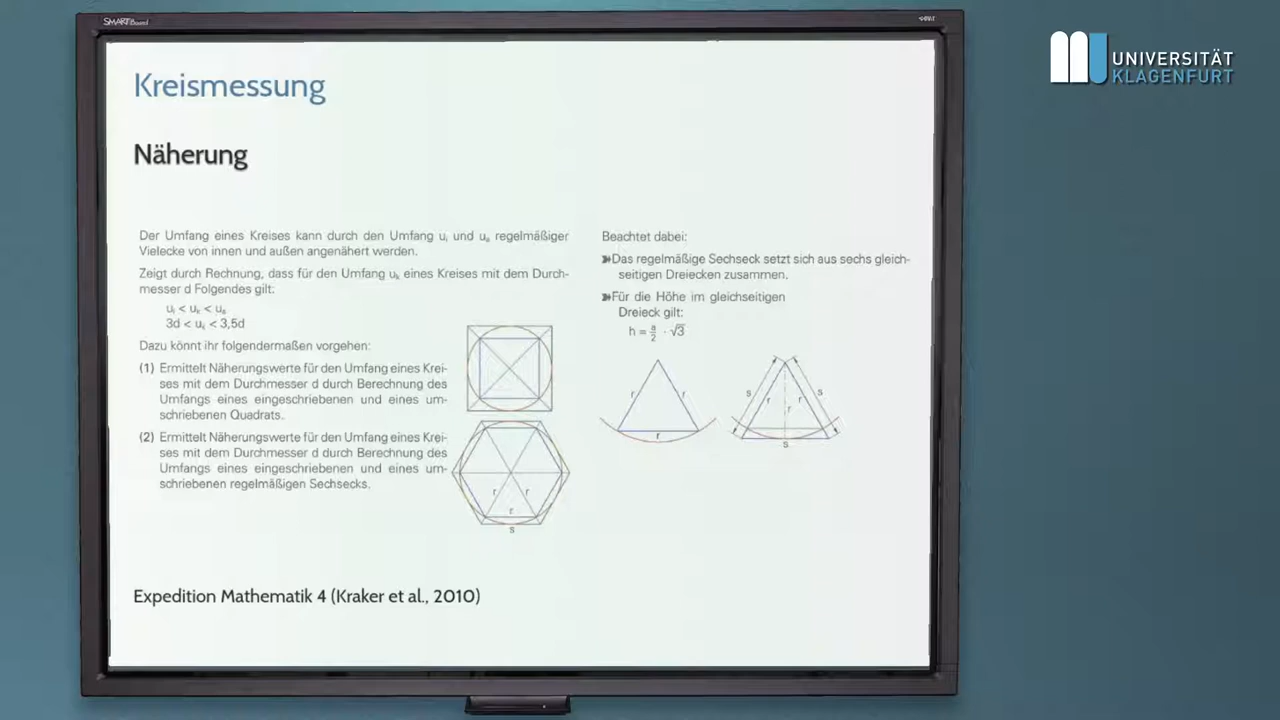 SMART Board
UNIVERSITÄT
KLAGENFURT
Kreismessung
Näherung
Der Umfang eines Kreises kann durch den Umfang uᵢ und uₐ regelmäßiger
Vielecke von innen und außen angenähert werden.
Zeigt durch Rechnung, dass für den Umfang uₖ eines Kreises mit dem Durch-
messer d Folgendes gilt:
uᵢ < uₖ < uₐ
3d < uₖ < 3,5d
Dazu könnt ihr folgendermaßen vorgehen:
(1) Ermittelt Näherungswerte für den Umfang eines Krei-
ses mit dem Durchmesser d durch Berechnung des
Umfangs eines eingeschriebenen und eines um-
schriebenen Quadrats.
(2) Ermittelt Näherungswerte für den Umfang eines Krei-
ses mit dem Durchmesser d durch Berechnung des
Umfangs eines eingeschriebenen und eines um-
schriebenen regelmäßigen Sechsecks.
r r
r
s
Beachtet dabei:
Das regelmäßige Sechseck setzt sich aus sechs gleich-
seitigen Dreiecken zusammen.
Für die Höhe im gleichseitigen
Dreieck gilt:
h = a/2 · √3
r r
r
s s
r r
r
s
Expedition Mathematik 4 (Kraker et al., 2010)